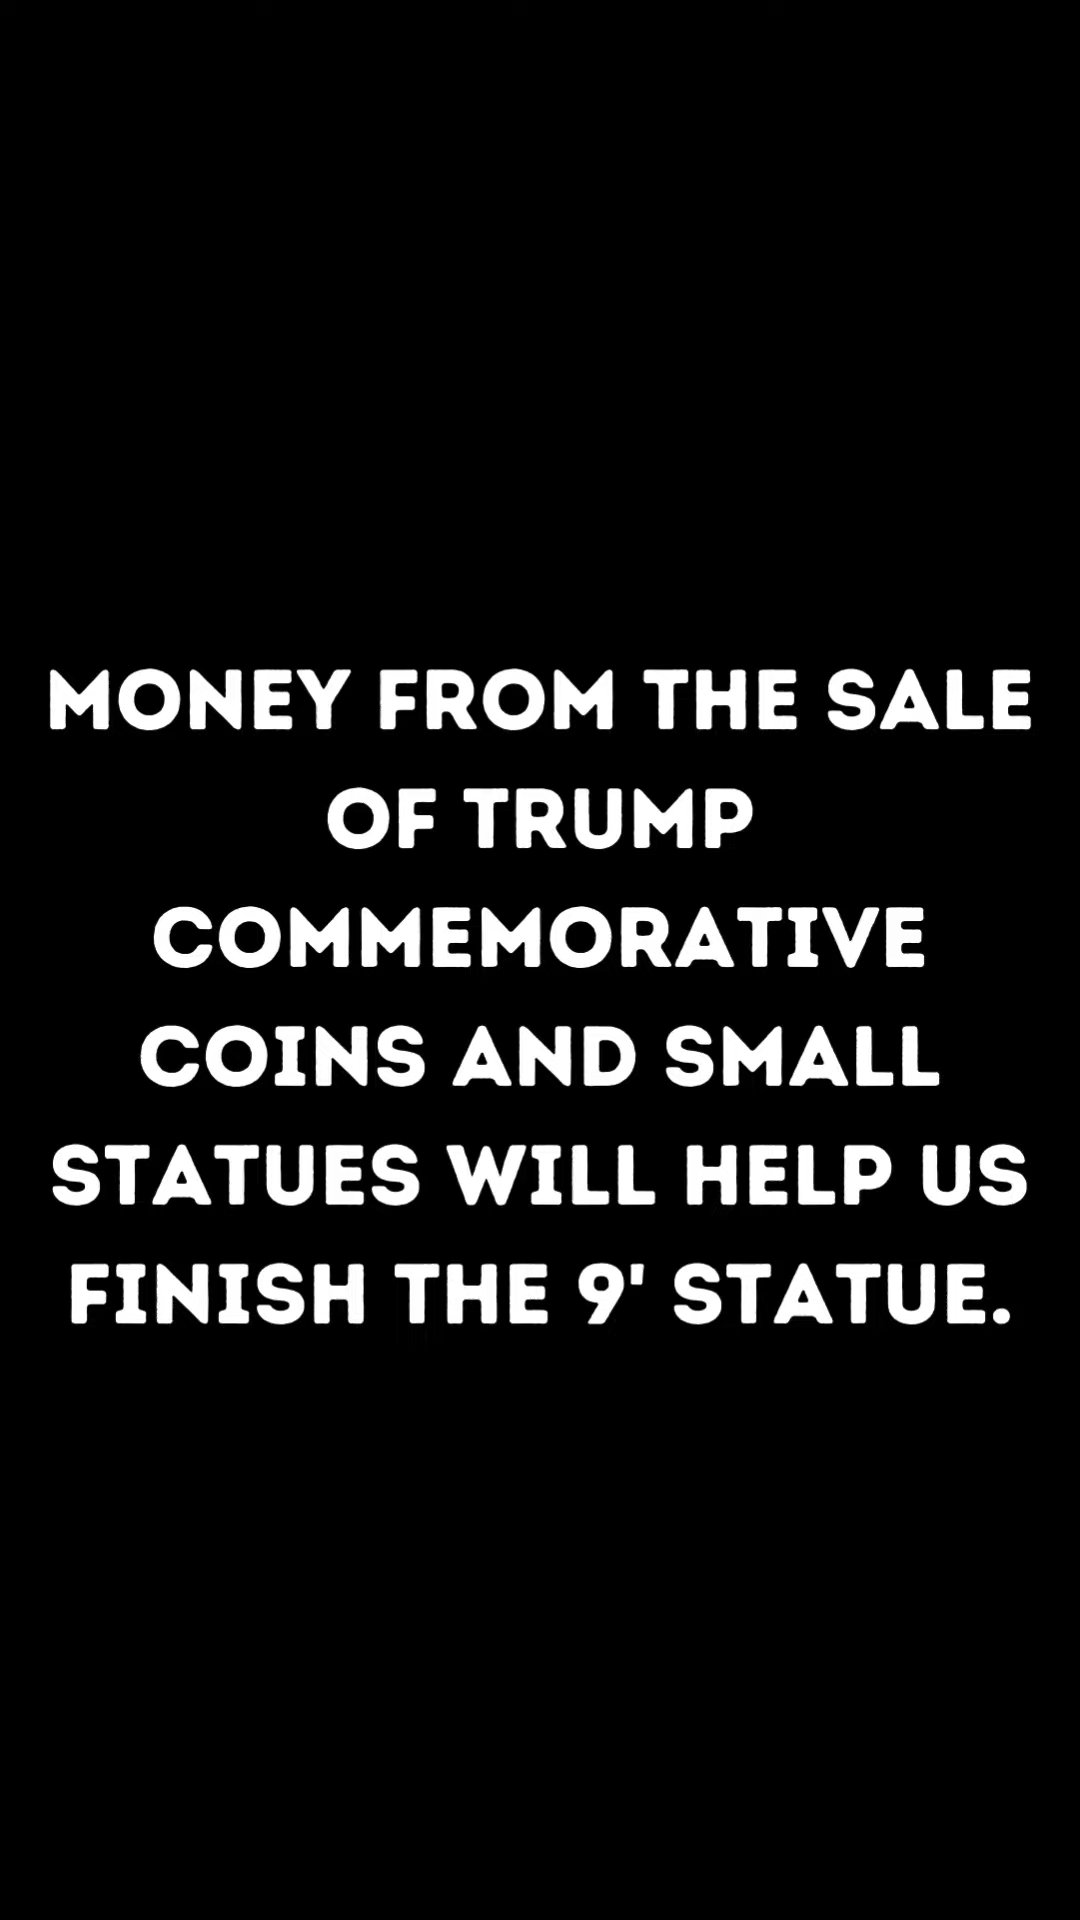 MONEY FROM THE SALE
OF TRUMP
COMMEMORATIVE
COINS AND SMALL
STATUES WILL HELP US
FINISH THE 9' STATUE.